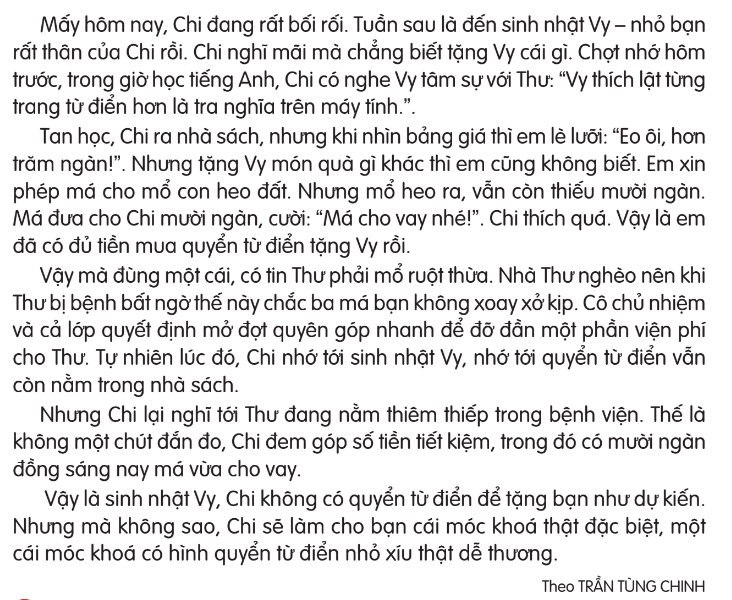 Mấy hôm nay, Chi đang rất bối rối. Tuần sau là đến sinh nhật Vy – nhỏ bạn
rất thân của Chi rồi. Chi nghĩ mãi mà chẳng biết tặng Vy cái gì. Chợt nhớ hôm
trước, trong giờ học tiếng Anh, Chi có nghe Vy tâm sự với Thư: “Vy thích lật từng
trang từ điển hơn là tra nghĩa trên máy tính.”.
Tan học, Chi ra nhà sách, nhưng khi nhìn bảng giá thì em lè lưỡi: “Eo ôi, hơn
trăm ngàn!”. Nhưng tặng Vy món quà gì khác thì em cũng không biết. Em xin
phép má cho mổ con heo đất. Nhưng mổ heo ra, vẫn còn thiếu mười ngàn.
Má đưa cho Chi mười ngàn, cười: “Má cho vay nhé!”. Chi thích quá. Vậy là em
đã có đủ tiền mua quyển từ điển tặng Vy rồi.
Vậy mà đùng một cái, có tin Thư phải mổ ruột thừa. Nhà Thư nghèo nên khi
Thư bị bệnh bất ngờ thế này chắc ba má bạn không xoay xở kịp. Cô chủ nhiệm
và cả lớp quyết định mở đợt quyên góp nhanh để đỡ đần một phần viện phí
cho Thư. Tự nhiên lúc đó, Chi nhớ tới sinh nhật Vy, nhớ tới quyển từ điển vẫn
còn nằm trong nhà sách.
Nhưng Chi lại nghĩ tới Thư đang nằm thiêm thiếp trong bệnh viện. Thế là
không một chút đắn đo, Chi đem góp số tiền tiết kiệm, trong đó có mười ngàn
đồng sáng nay má vừa cho vay.
Vậy là sinh nhật Vy, Chi không có quyển từ điển để tặng bạn như dự kiến.
Nhưng mà không sao, Chi sẽ làm cho bạn cái móc khoá thật đặc biệt, một
cái móc khoá có hình quyển từ điển nhỏ xíu thật dễ thương.
Theo TRẦN TÙNG CHINH